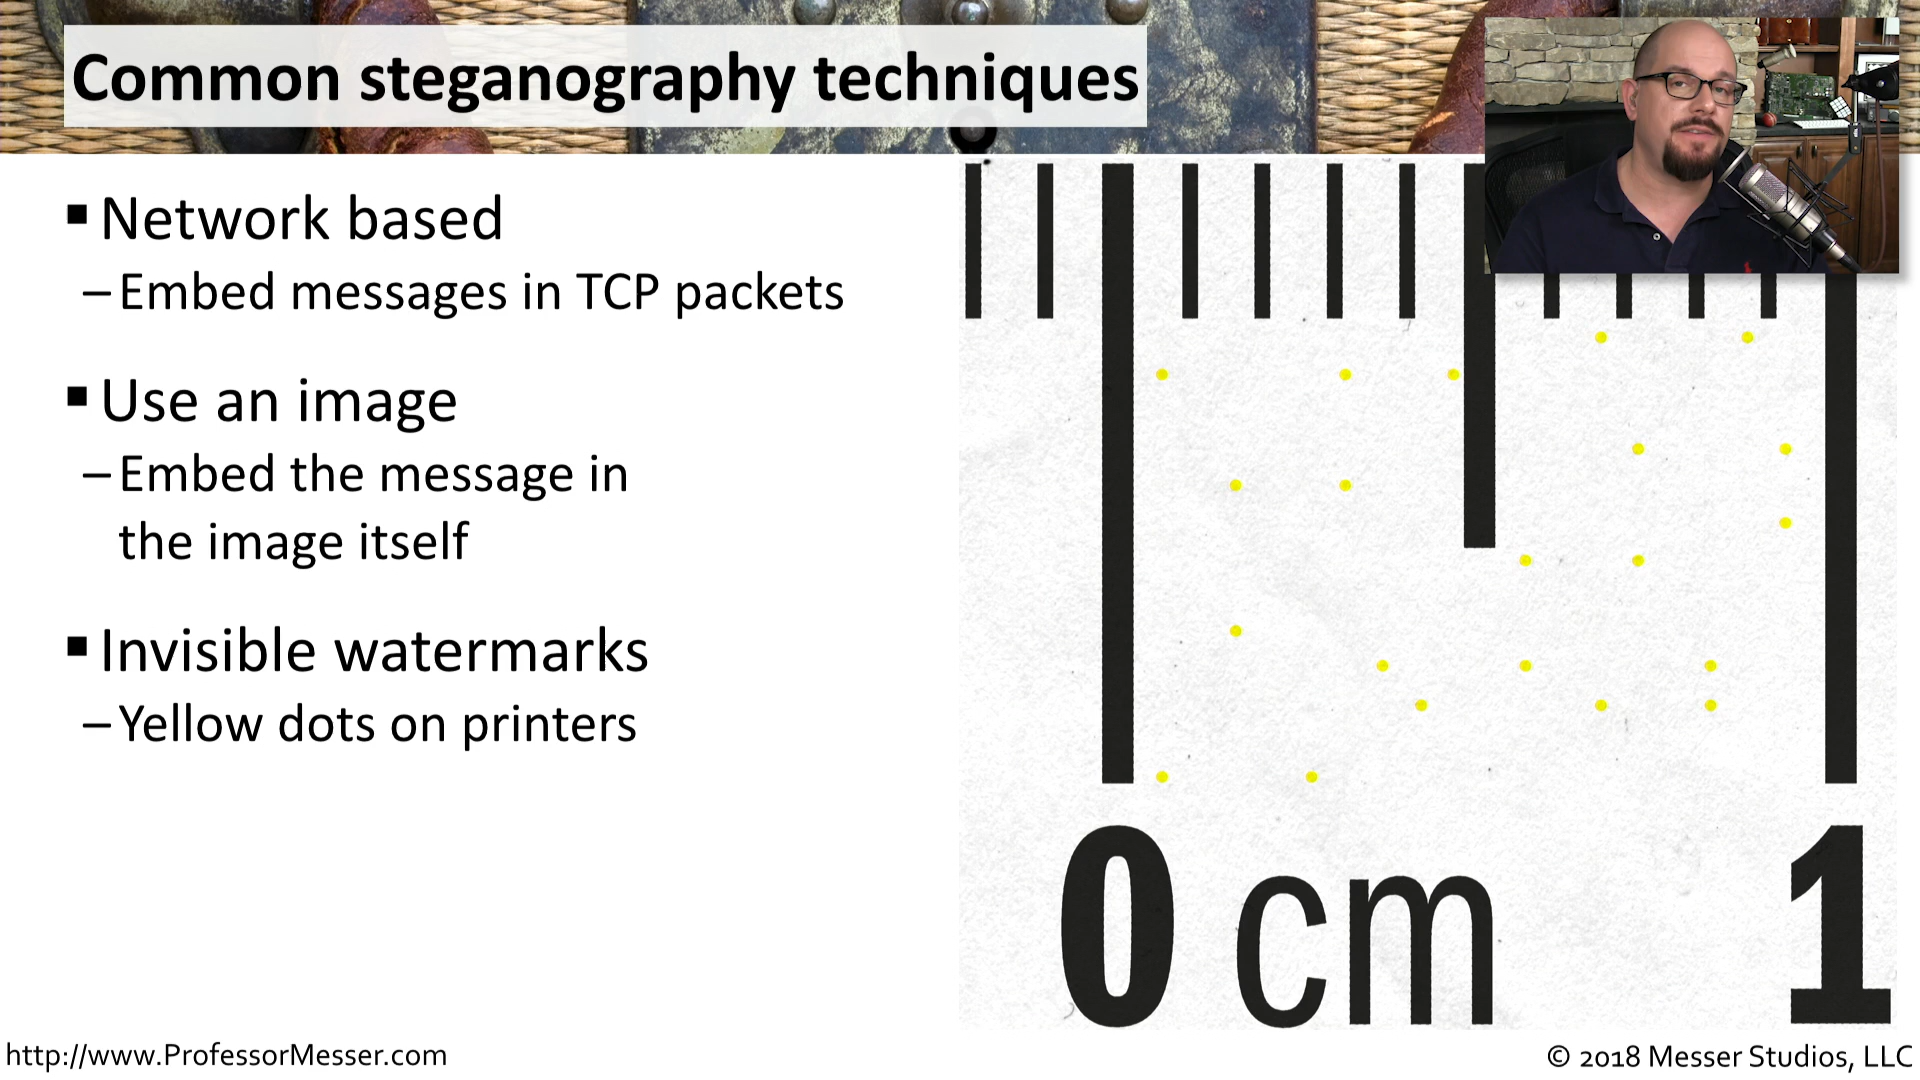 Common steganography techniques
▪ Network based
– Embed messages in TCP packets
▪ Use an image
– Embed the message in
the image itself
▪ Invisible watermarks
– Yellow dots on printers
0 cm 1
http://www.ProfessorMesser.com
© 2018 Messer Studios, LLC